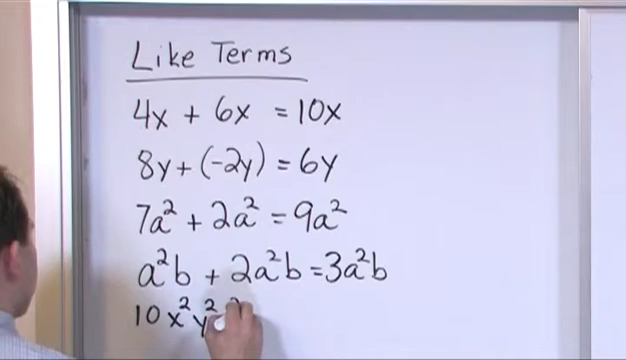 Like Terms
4x + 6x = 10x
8y + (-2y) = 6y
7a² + 2a² = 9a²
a²b + 2a²b = 3a²b
10x²y²